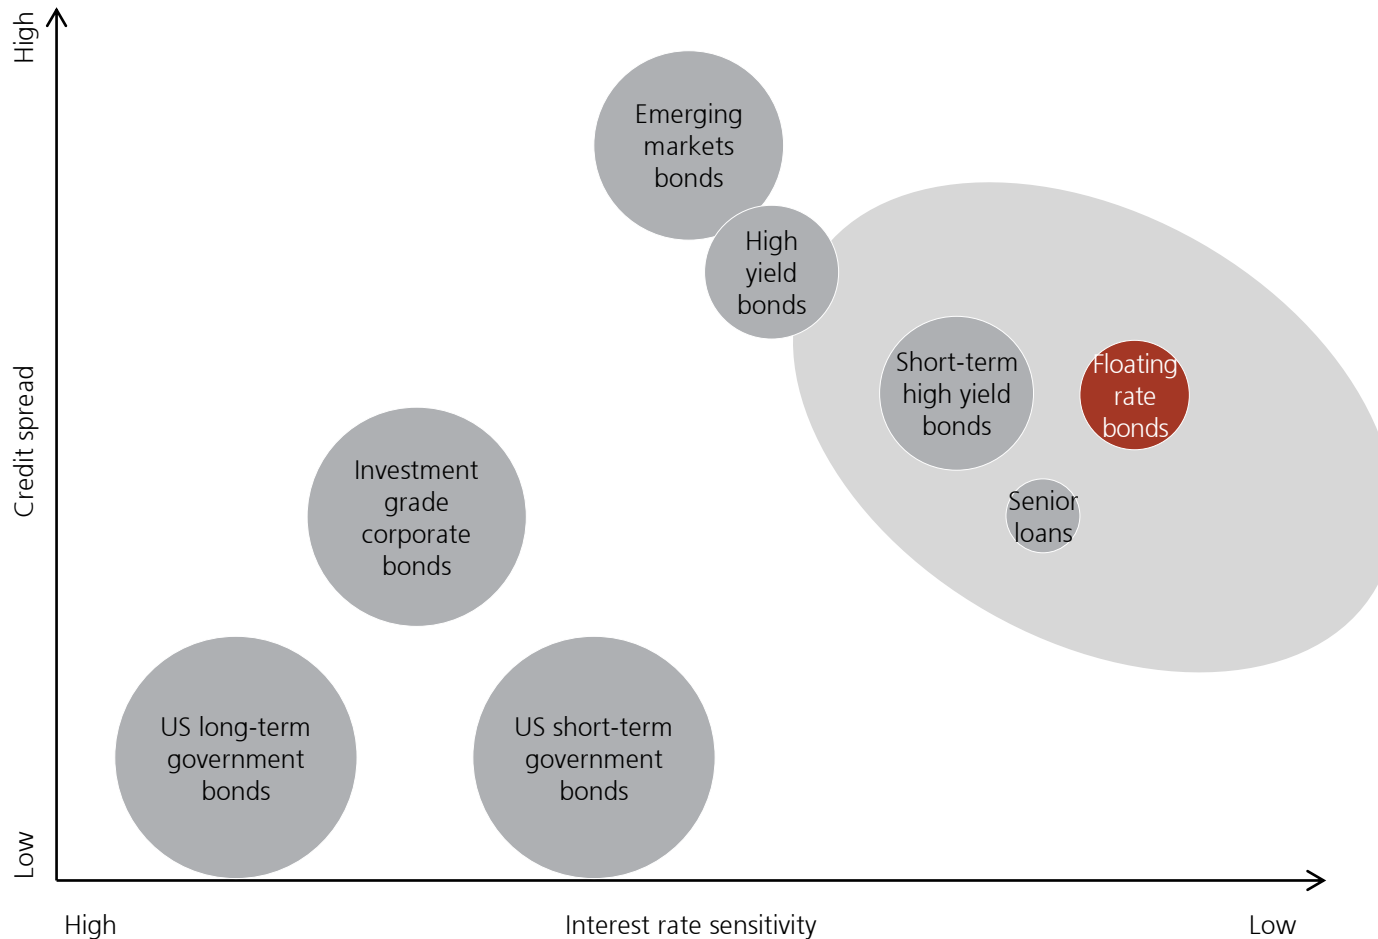 High
Emerging
markets
bonds
High
yield
bonds
Short-term
high yield
bonds
Floating
rate
bonds
Credit spread
Investment
grade
corporate
bonds
Senior
loans
US long-term
government
bonds
US short-term
government
bonds
Low
High
Interest rate sensitivity
Low